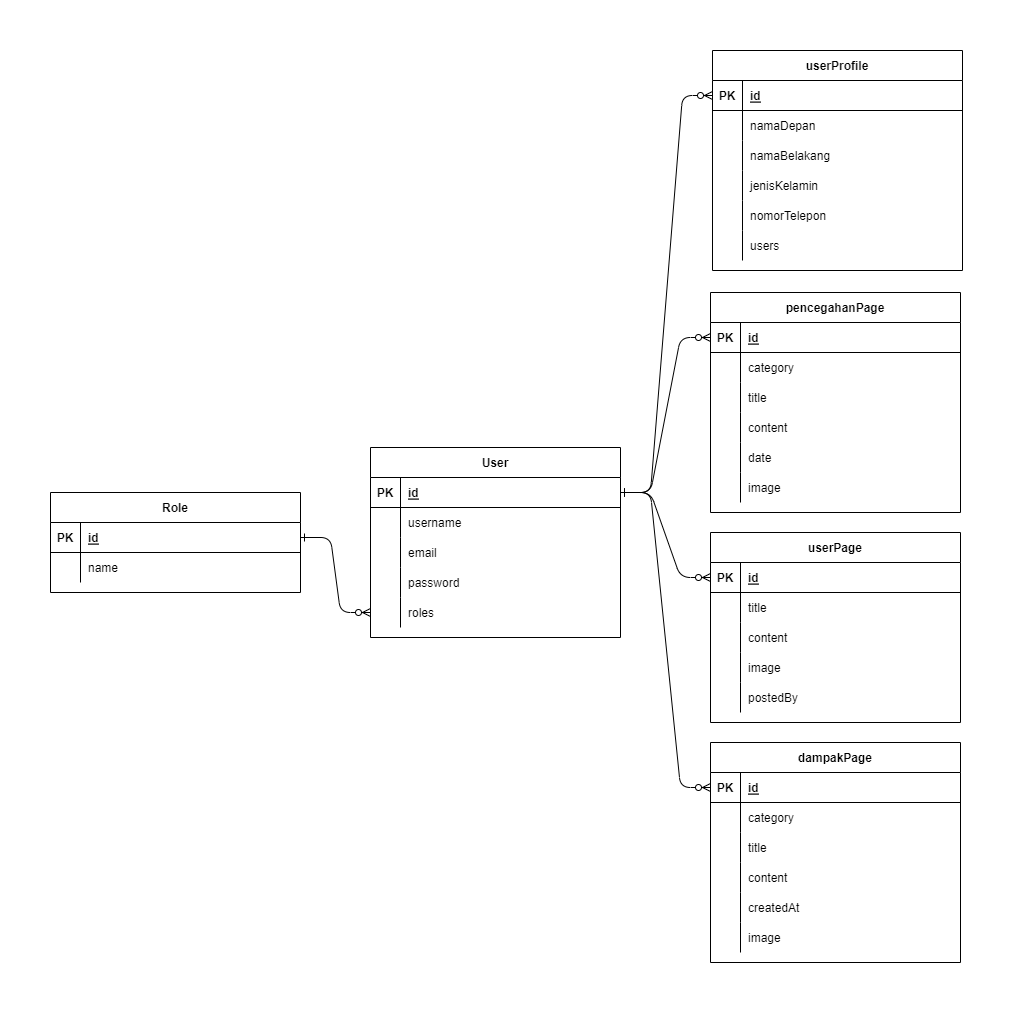 userProfile
PK id
namaDepan
namaBelakang
jenisKelamin
nomorTelepon
users
pencegahanPage
PK id
category
title
content
date
image
User
PK id
username
email
password
roles
Role
PK id
name
userPage
PK id
title
content
image
postedBy
dampakPage
PK id
category
title
content
createdAt
image